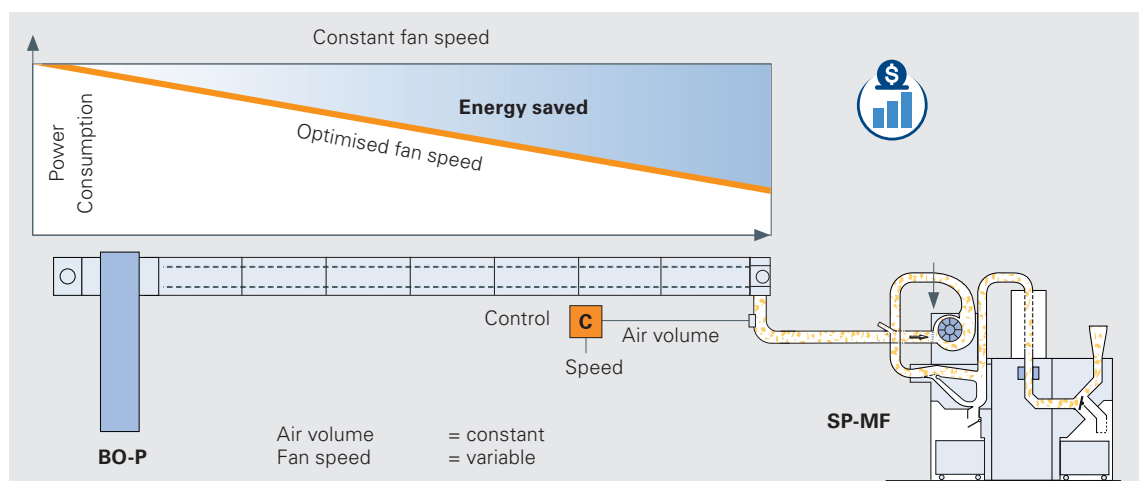 Constant fan speed
$
Power
Consumption
Energy saved
Optimised fan speed
Control
C
Air volume
Speed
SP-MF
BO-P
Air volume = constant
Fan speed = variable